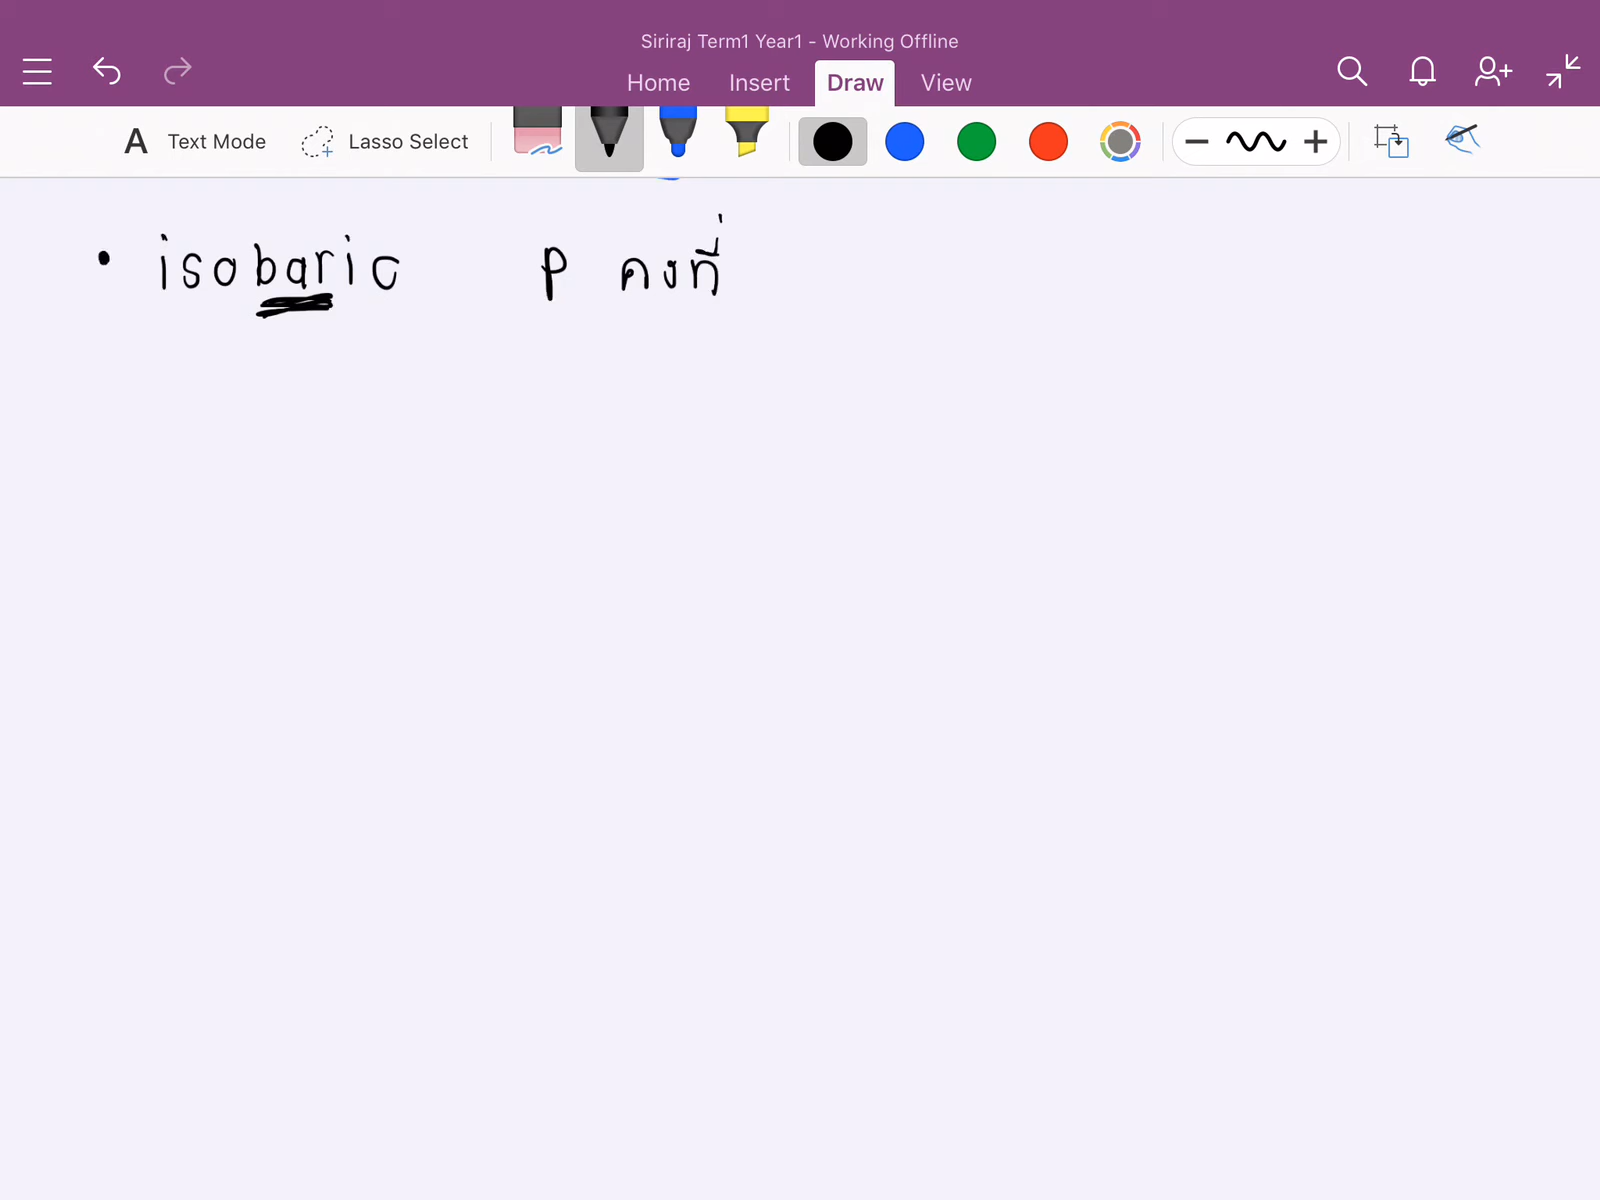 Siriraj Term1 Year1 - Working Offline
Home Insert Draw View
A Text Mode Lasso Select
• isobaric P คงที่